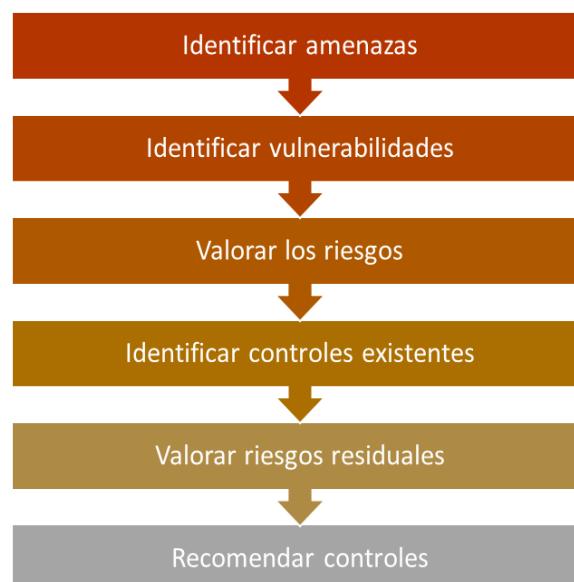 Identificar amenazas
Identificar vulnerabilidades
Valorar los riesgos
Identificar controles existentes
Valorar riesgos residuales
Recomendar controles